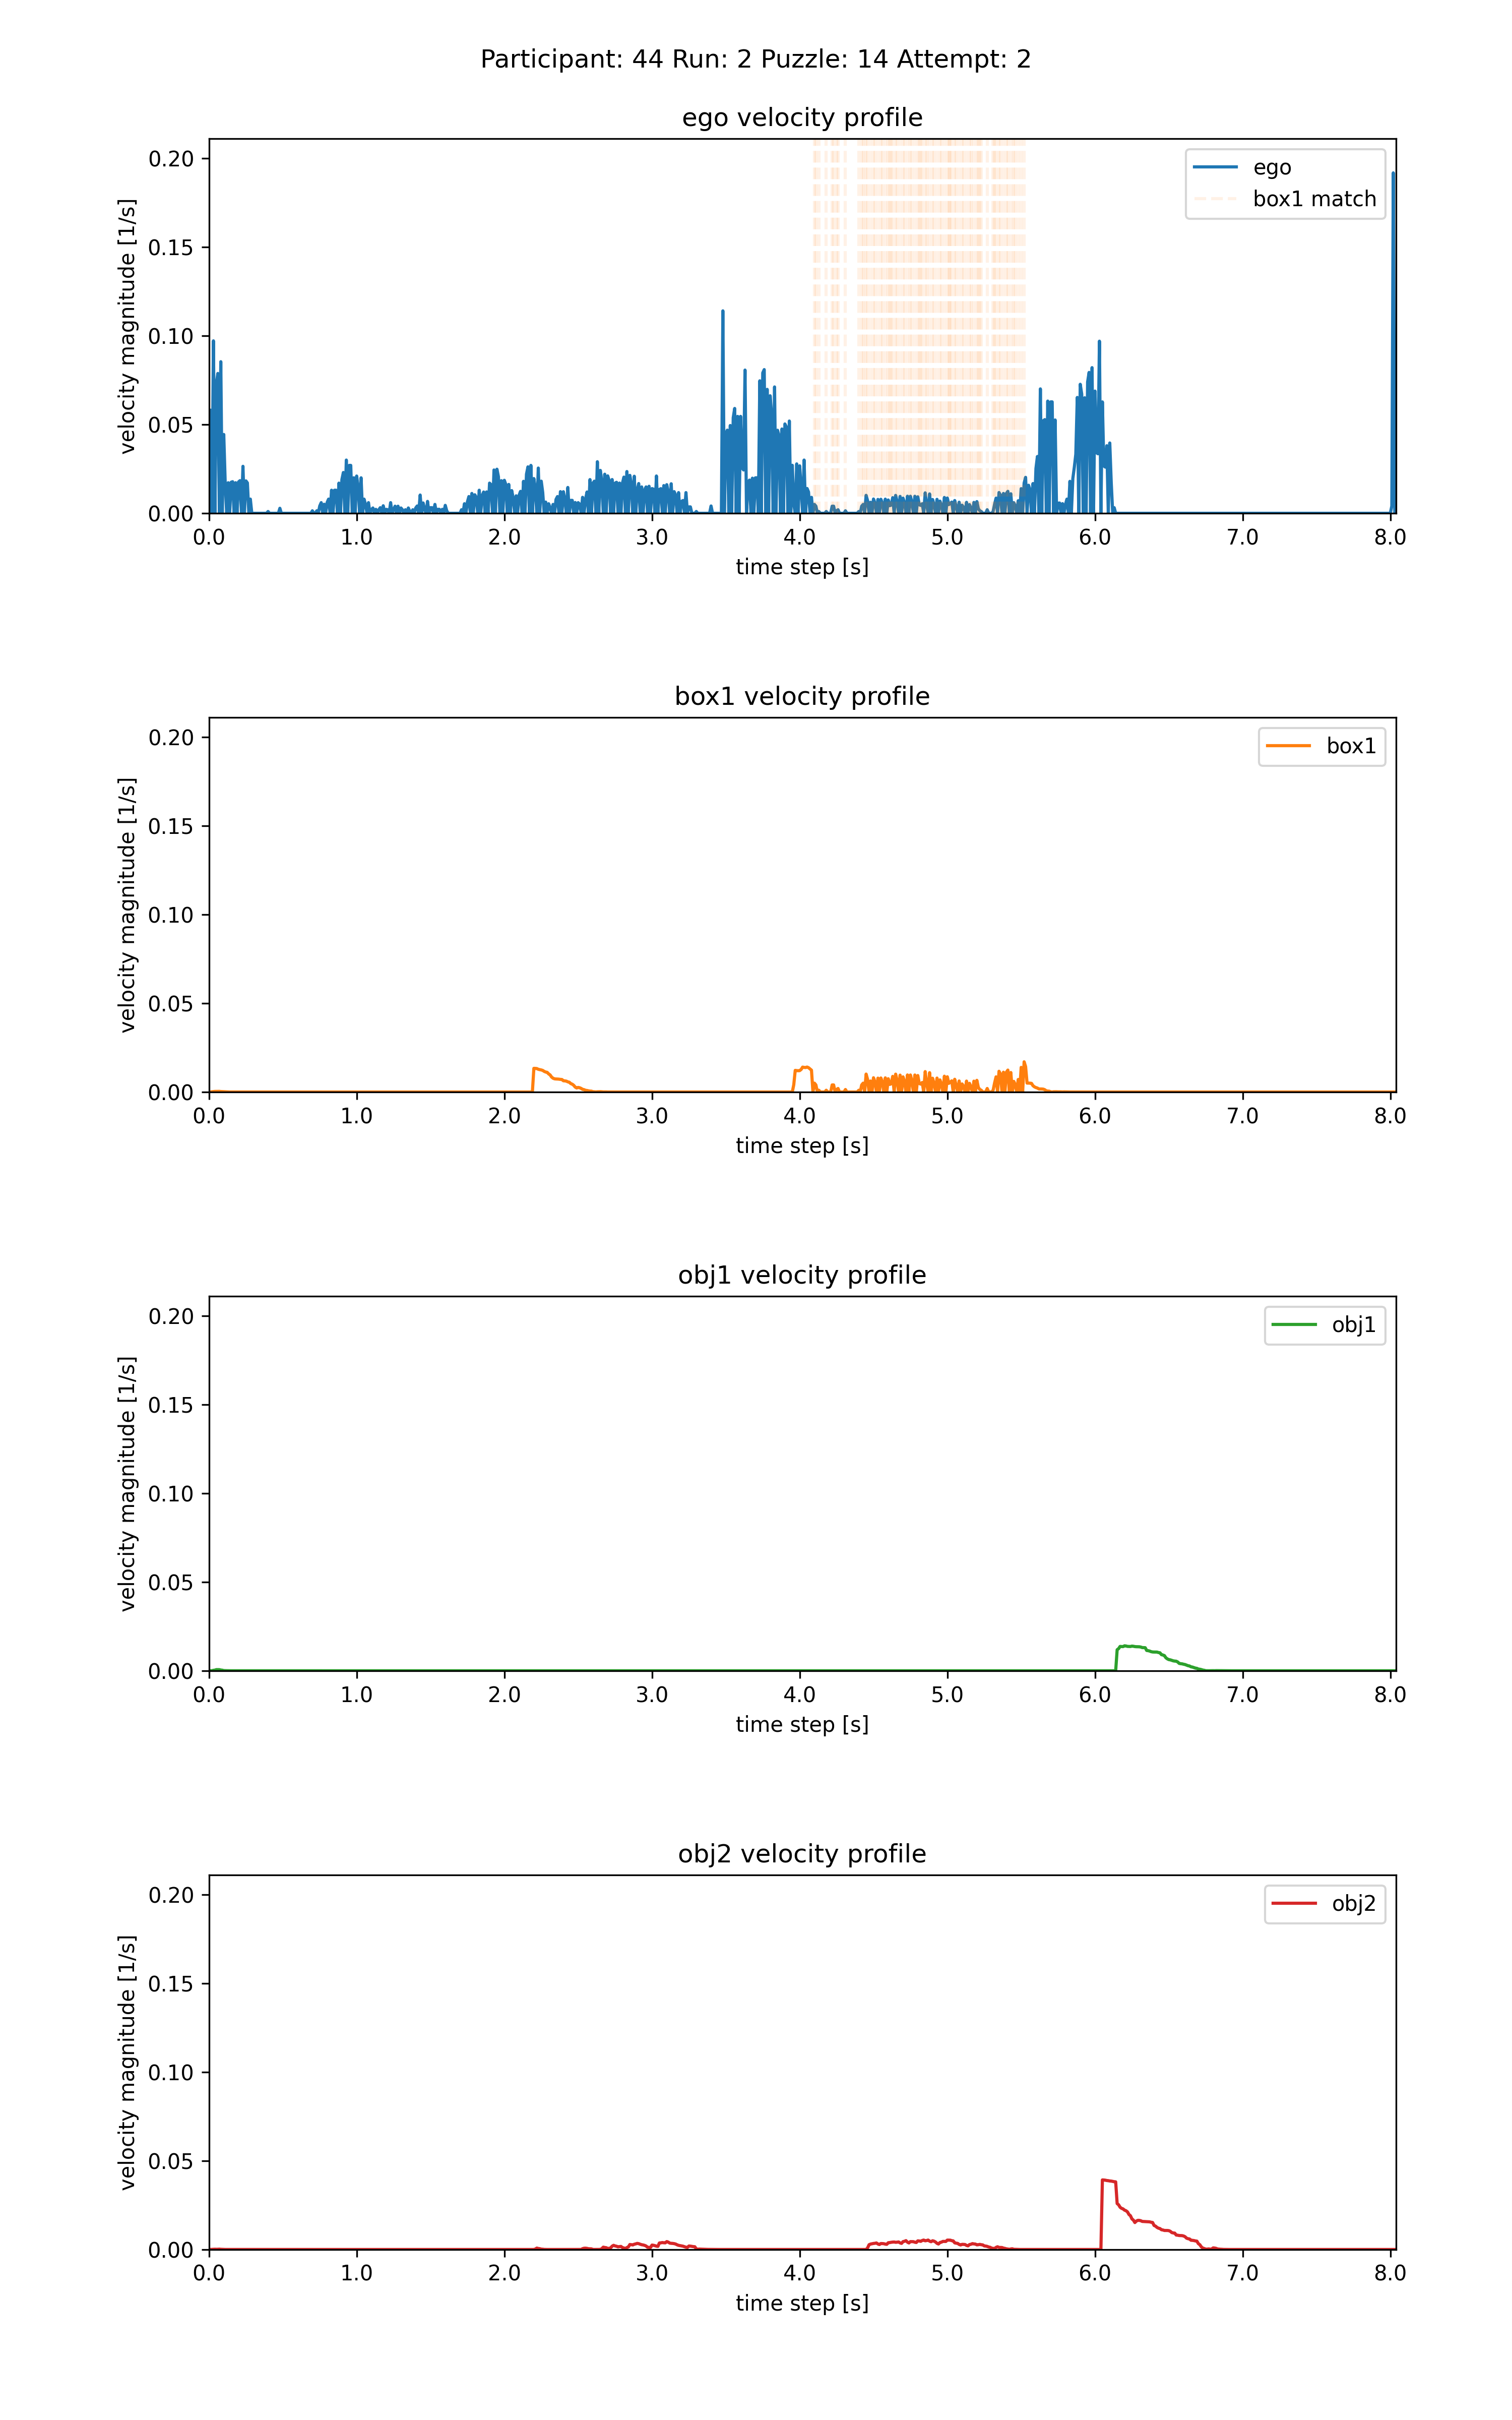 Participant: 44 Run: 2 Puzzle: 14 Attempt: 2
ego velocity profile
velocity magnitude [1/s]
0.20
0.15
0.10
0.05
0.00
ego
box1 match
0.0 1.0 2.0 3.0 4.0 5.0 6.0 7.0 8.0
time step [s]
box1 velocity profile
velocity magnitude [1/s]
0.20
0.15
0.10
0.05
0.00
box1
0.0 1.0 2.0 3.0 4.0 5.0 6.0 7.0 8.0
time step [s]
obj1 velocity profile
velocity magnitude [1/s]
0.20
0.15
0.10
0.05
0.00
obj1
0.0 1.0 2.0 3.0 4.0 5.0 6.0 7.0 8.0
time step [s]
obj2 velocity profile
velocity magnitude [1/s]
0.20
0.15
0.10
0.05
0.00
obj2
0.0 1.0 2.0 3.0 4.0 5.0 6.0 7.0 8.0
time step [s]